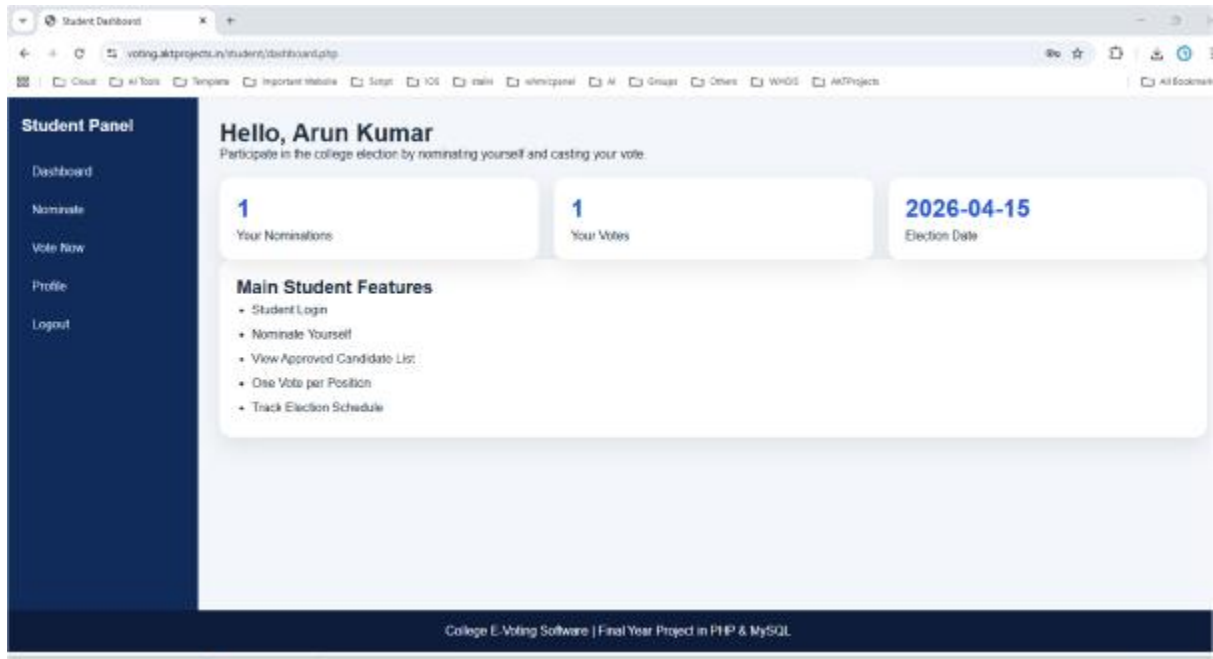 Student Dashboard
voting.aktprojects.in/student/dashboard.php
Cloud AI Tools Template Important Website Script IOS whmcpanel AI Groups Others WHOIS AKTProjects All Bookmark
Student Panel
Dashboard
Nominate
Vote Now
Profile
Logout
Hello, Arun Kumar
Participate in the college election by nominating yourself and casting your vote.
1
Your Nominations
1
Your Votes
2026-04-15
Election Date
Main Student Features
• Student Login
• Nominate Yourself
• View Approved Candidate List
• One Vote per Position
• Track Election Schedule
College E-Voting Software | Final Year Project in PHP & MySQL